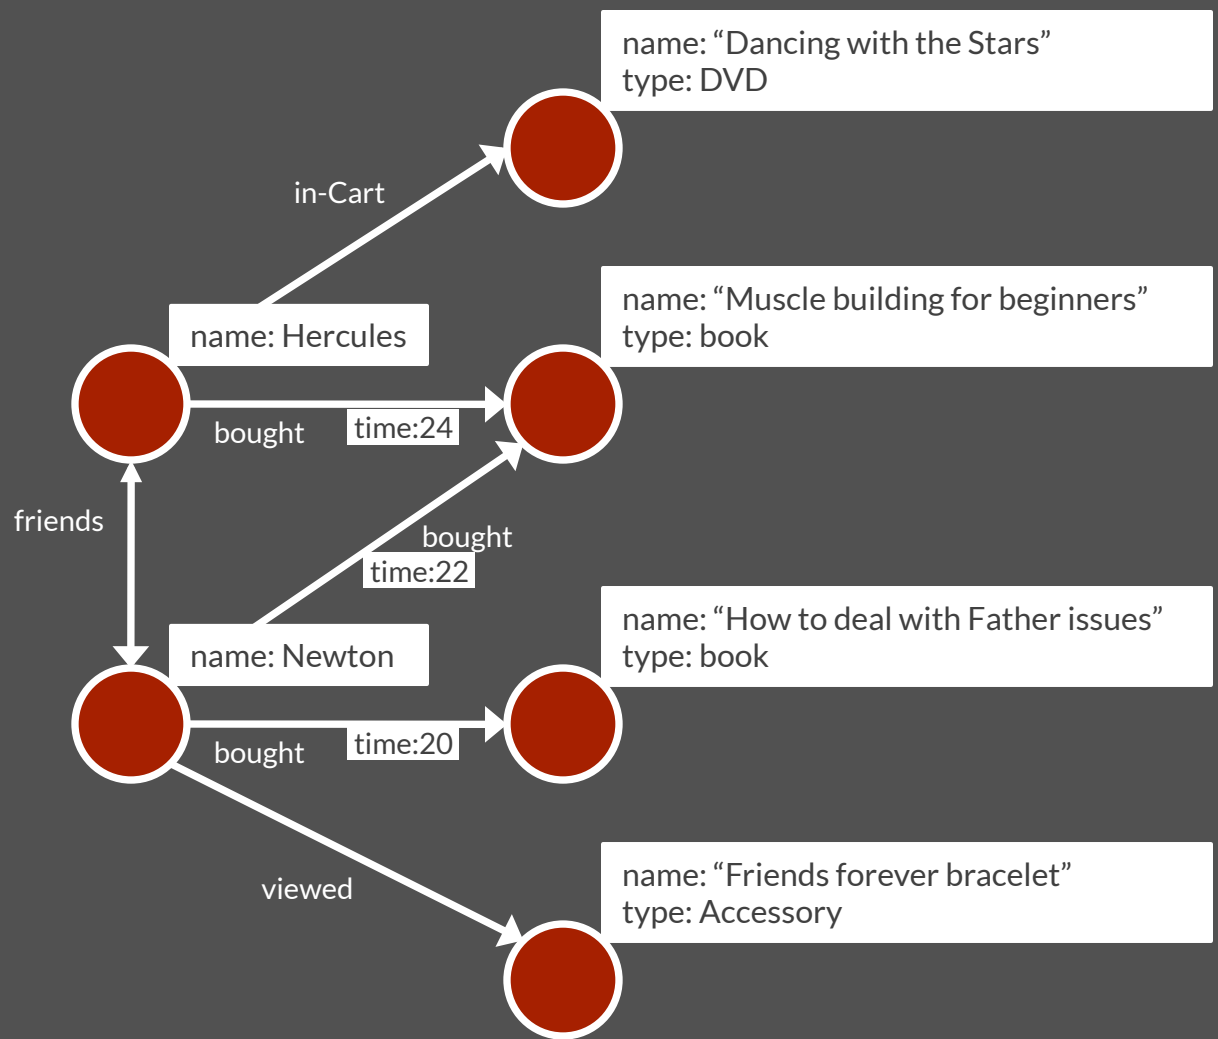 name: “Dancing with the Stars”
type: DVD
in-Cart
name: “Muscle building for beginners”
type: book
name: Hercules
bought
time:24
friends
bought
time:22
name: “How to deal with Father issues”
type: book
name: Newton
bought
time:20
viewed
name: “Friends forever bracelet”
type: Accessory